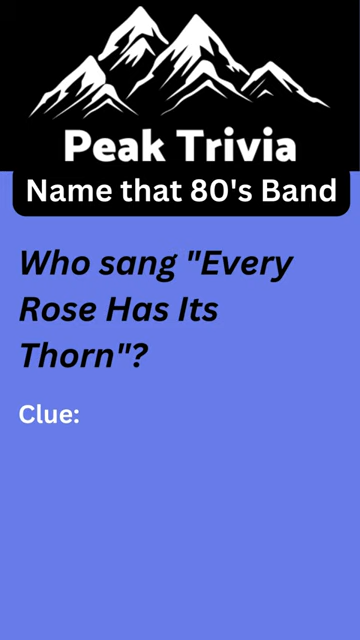 Peak Trivia
Name that 80's Band
Who sang "Every
Rose Has Its
Thorn"?
Clue: